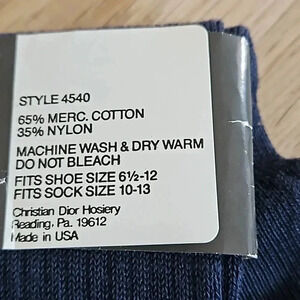 STYLE 4540
65% MERC. COTTON
35% NYLON
MACHINE WASH & DRY WARM
DO NOT BLEACH
FITS SHOE SIZE 6½-12
FITS SOCK SIZE 10-13
Christian Dior Hosiery
Reading, Pa. 19612
Made in USA